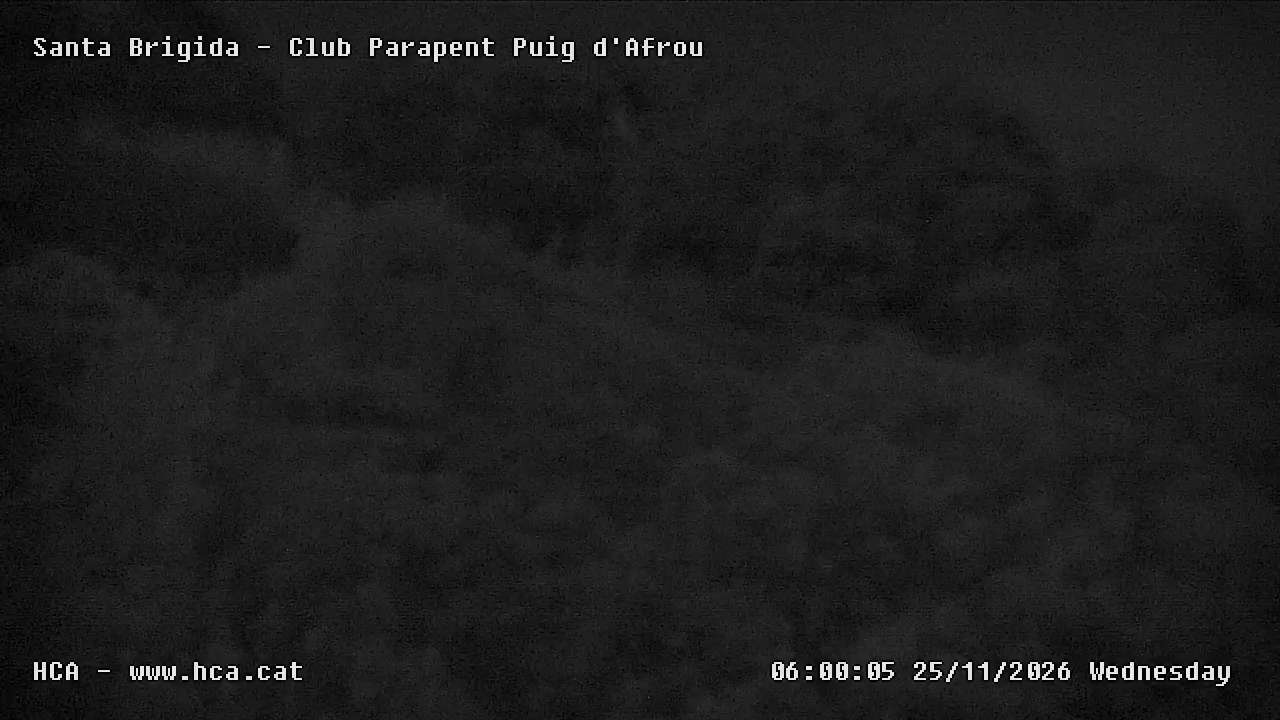 Santa Brigida - Club Parapent Puig d'Afrou
HCA - www.hca.cat
06:00:05 25/11/2026 Wednesday